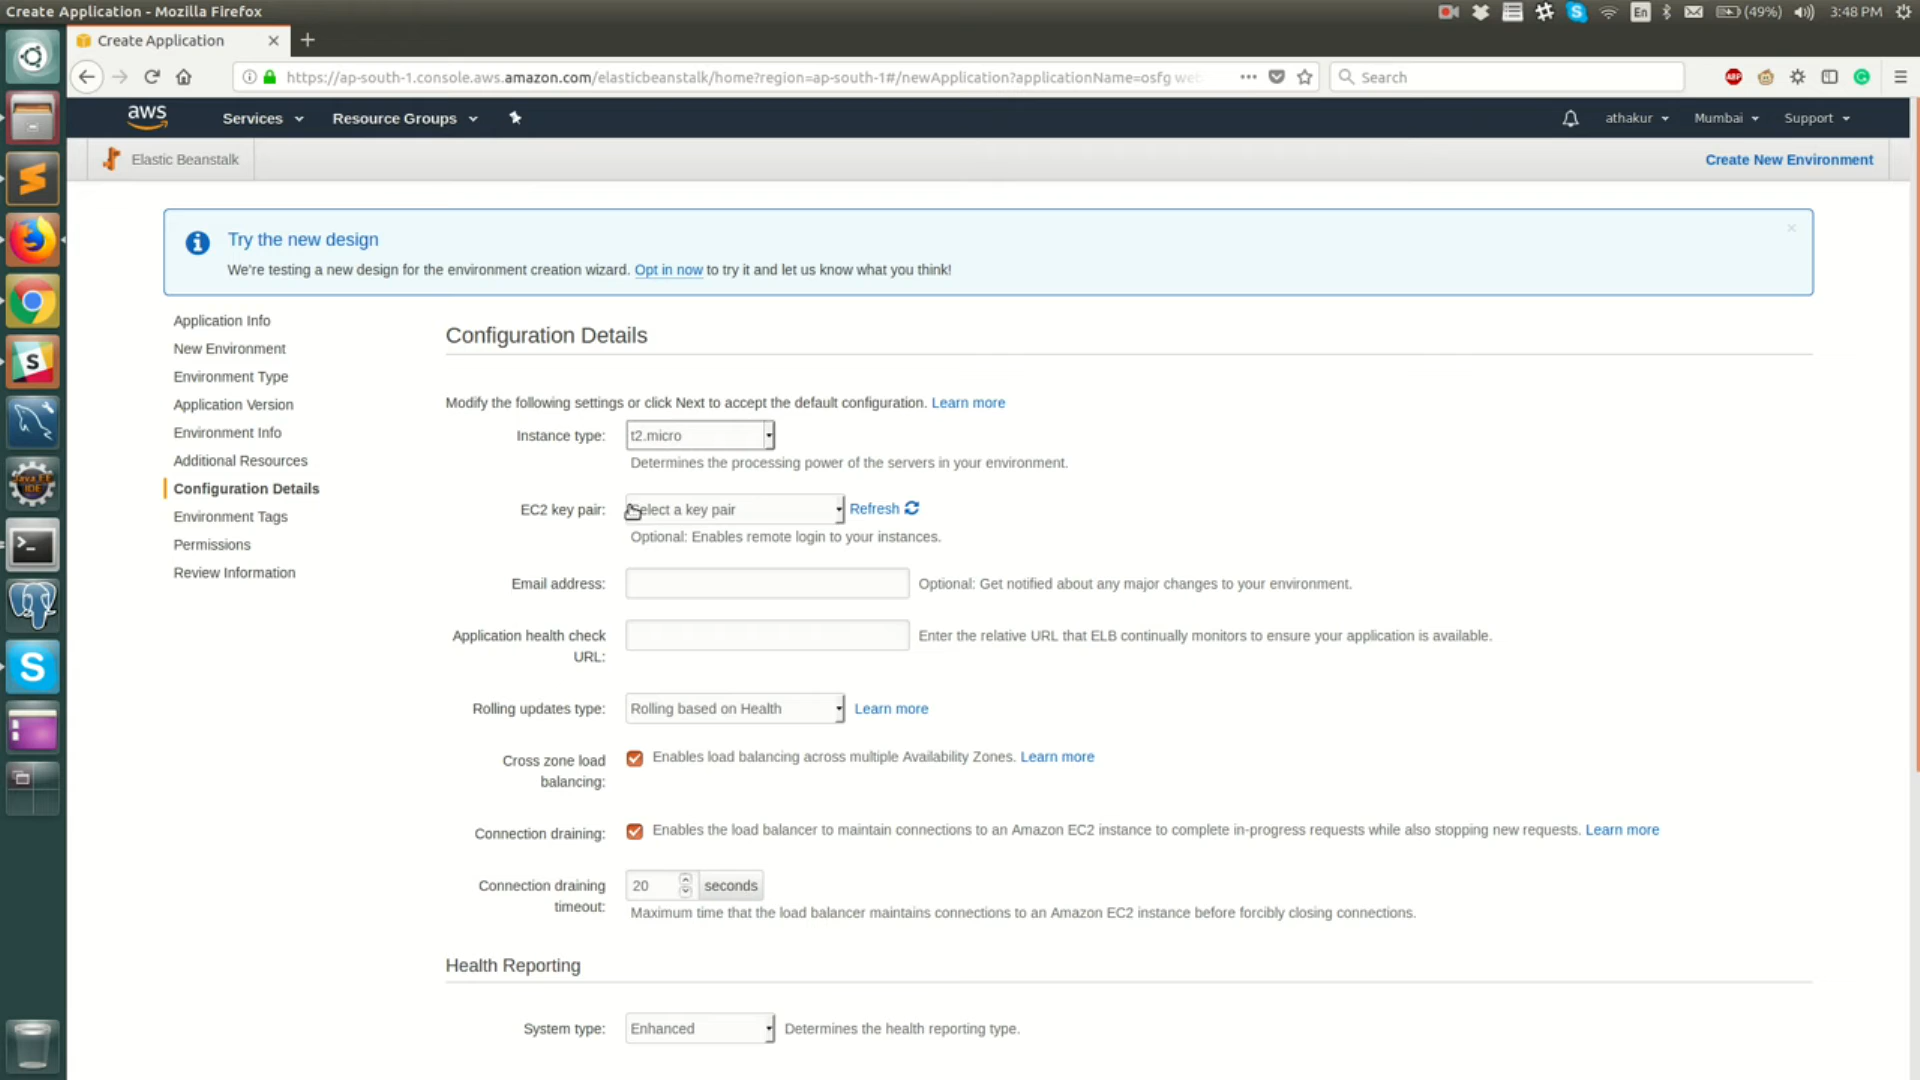 Create Application - Mozilla Firefox
En
(49%)
3:48 PM
Create Application
https://ap-south-1.console.aws.amazon.com/elasticbeanstalk/home?region=ap-south-1#/newApplication?applicationName=osfg
Search
ABP
aws
Services
Resource Groups
athakur
Mumbai
Support
Elastic Beanstalk
Create New Environment
Try the new design
We're testing a new design for the environment creation wizard. Opt in now to try it and let us know what you think!
Application Info
New Environment
Environment Type
Application Version
Environment Info
Additional Resources
Configuration Details
Environment Tags
Permissions
Review Information
Configuration Details
Modify the following settings or click Next to accept the default configuration. Learn more
Instance type: t2.micro
Determines the processing power of the servers in your environment.
EC2 key pair: Select a key pair Refresh
Optional: Enables remote login to your instances.
Email address: Optional: Get notified about any major changes to your environment.
Application health check
URL:
Enter the relative URL that ELB continually monitors to ensure your application is available.
Rolling updates type: Rolling based on Health Learn more
Cross zone load
balancing:
Enables load balancing across multiple Availability Zones. Learn more
Connection draining: Enables the load balancer to maintain connections to an Amazon EC2 instance to complete in-progress requests while also stopping new requests. Learn more
Connection draining
timeout:
20 seconds
Maximum time that the load balancer maintains connections to an Amazon EC2 instance before forcibly closing connections.
Health Reporting
System type: Enhanced Determines the health reporting type.